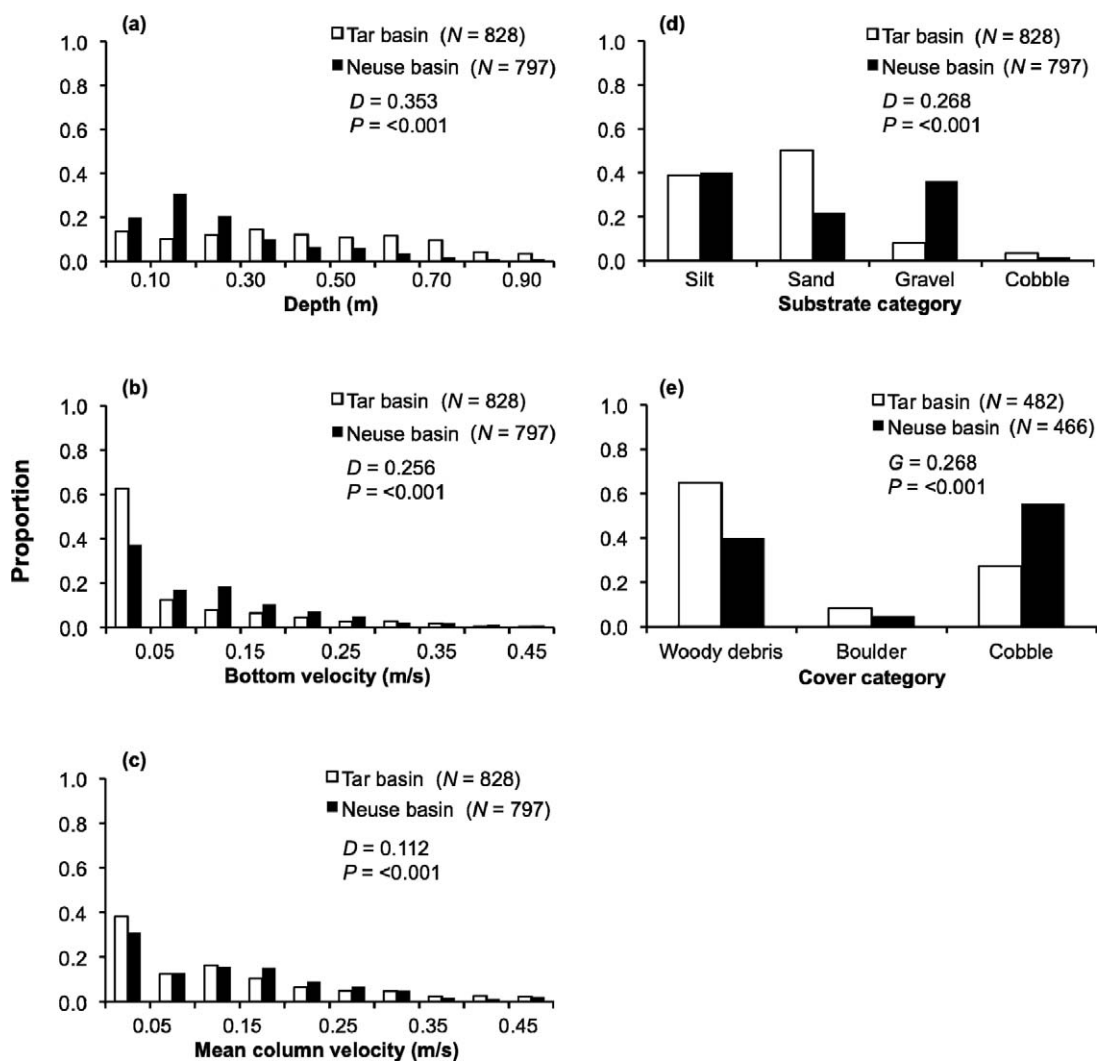 Proportion
(a)
Tar basin (N = 828)
Neuse basin (N = 797)
D = 0.353
P = <0.001
1.0
0.8
0.6
0.4
0.2
0.0
0.10 0.30 0.50 0.70 0.90
Depth (m)
(b)
Tar basin (N = 828)
Neuse basin (N = 797)
D = 0.256
P = <0.001
1.0
0.8
0.6
0.4
0.2
0.0
0.05 0.15 0.25 0.35 0.45
Bottom velocity (m/s)
(c)
Tar basin (N = 828)
Neuse basin (N = 797)
D = 0.112
P = <0.001
1.0
0.8
0.6
0.4
0.2
0.0
0.05 0.15 0.25 0.35 0.45
Mean column velocity (m/s)
(d)
Tar basin (N = 828)
Neuse basin (N = 797)
D = 0.268
P = <0.001
1.0
0.8
0.6
0.4
0.2
0.0
Silt Sand Gravel Cobble
Substrate category
(e)
Tar basin (N = 482)
Neuse basin (N = 466)
G = 0.268
P = <0.001
1.0
0.8
0.6
0.4
0.2
0.0
Woody debris Boulder Cobble
Cover category